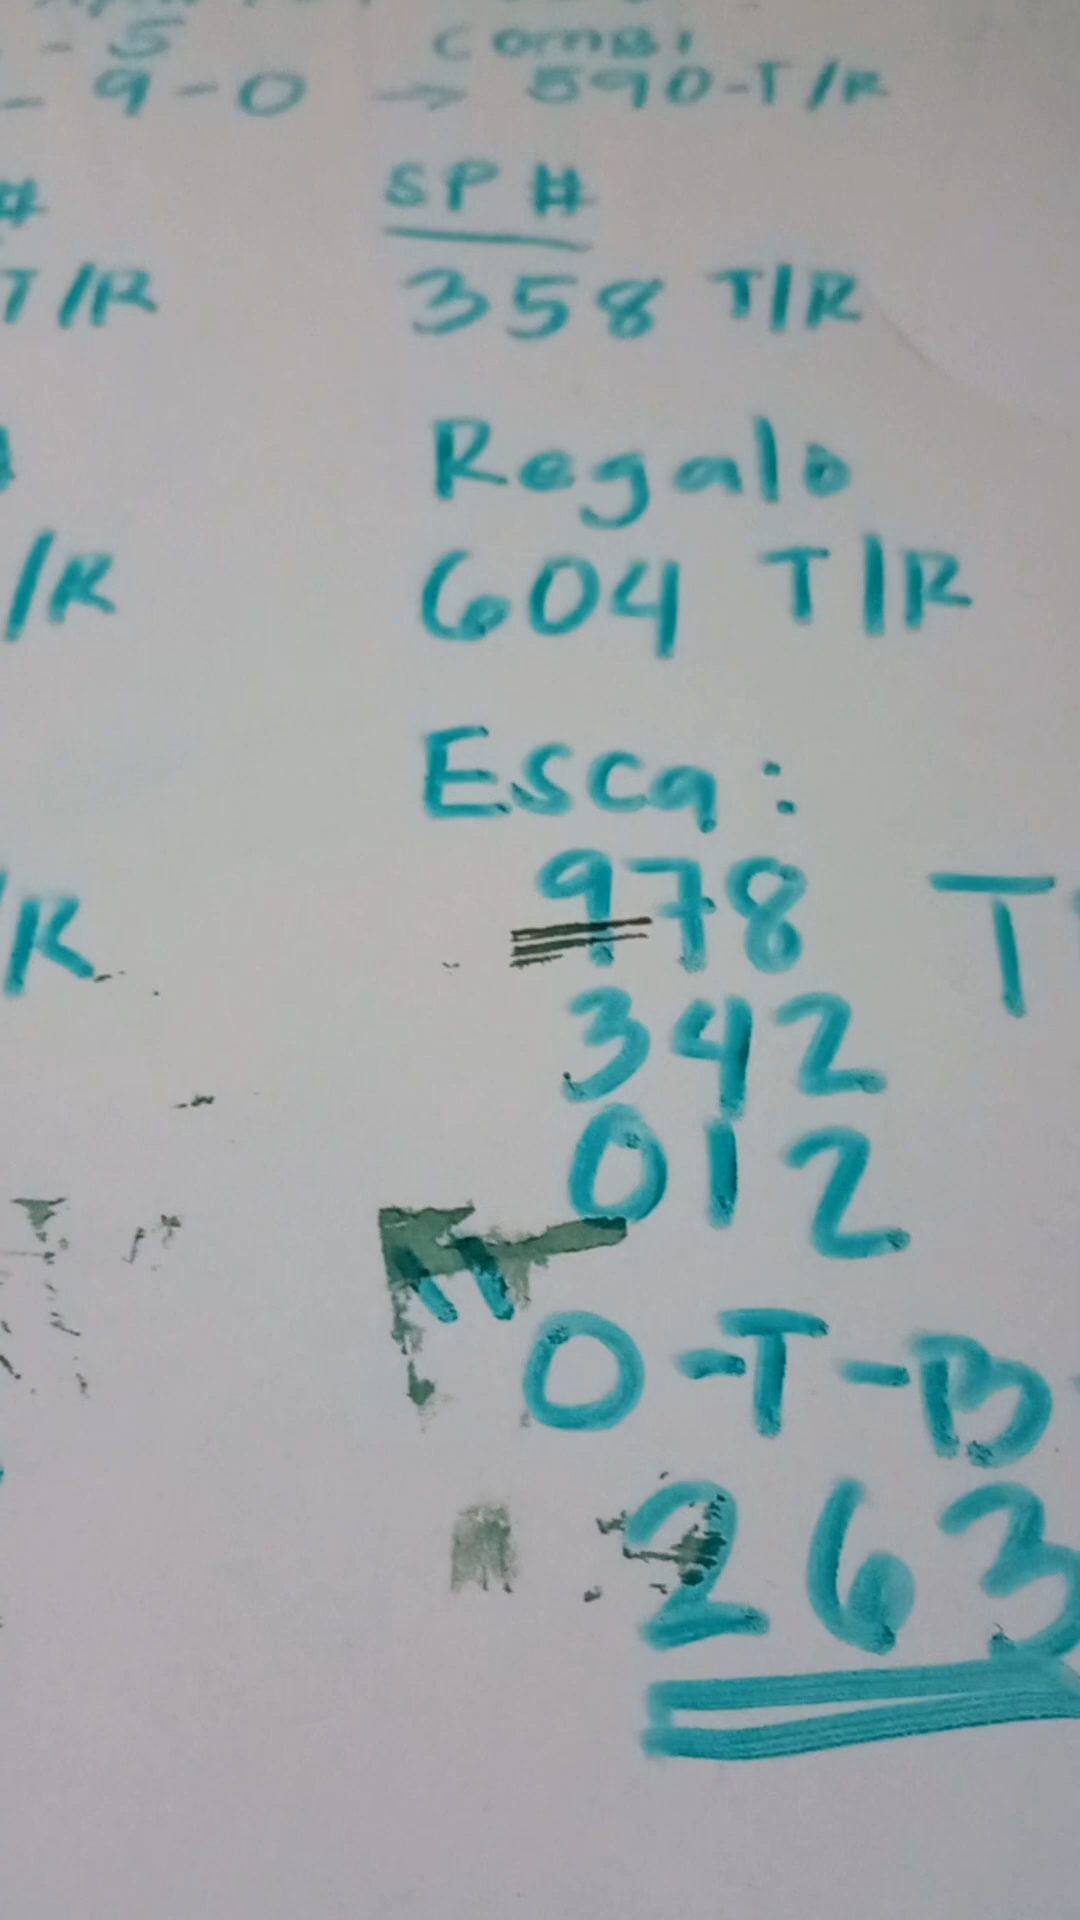 - 5 COMBI
- 9-0 → 590-T/R
# SP #
T/R 358 T/R
Regalo
/R 604 T/R
Esca:
978 T
/R
342
012
" O-T-B-
263